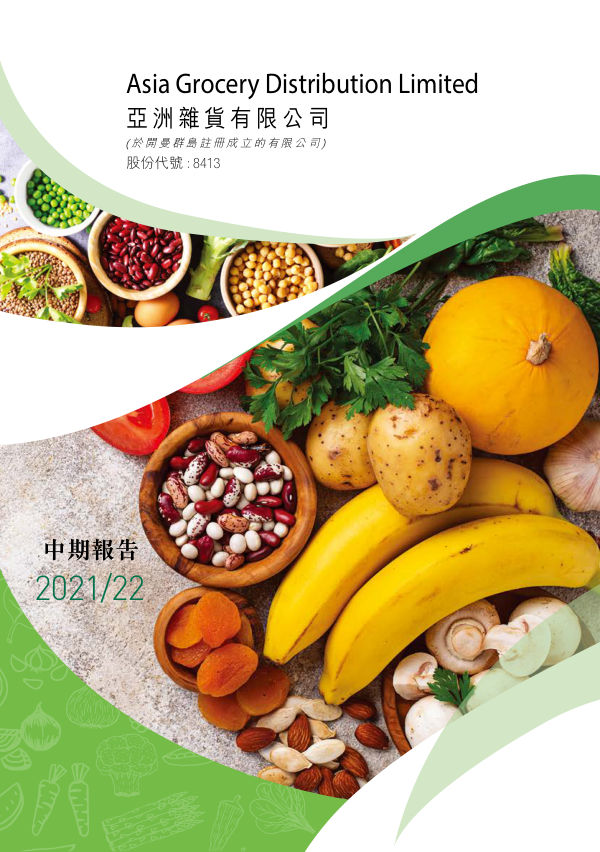 Asia Grocery Distribution Limited
亞洲雜貨有限公司
(於開曼群島註冊成立的有限公司)
股份代號 : 8413
中期報告
2021/22